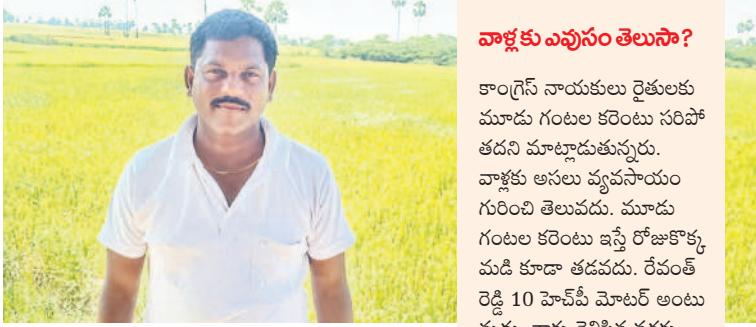 వాళ్లకు ఎవుసం తెలుసా?
కాంగ్రెస్ నాయకులు రైతులకు
మూడు గంటల కరెంటు సరిపో
తదని మాట్లాడుతున్నరు.
వాళ్లకు అసలు వ్యవసాయం
గురించి తెలువదు. మూడు
గంటల కరెంటు ఇస్తే రోజుకొక్క
మడి కూడా తడవదు. రేవంత్
రెడ్డి 10 హెచ్‌పీ మోటర్ అంటు